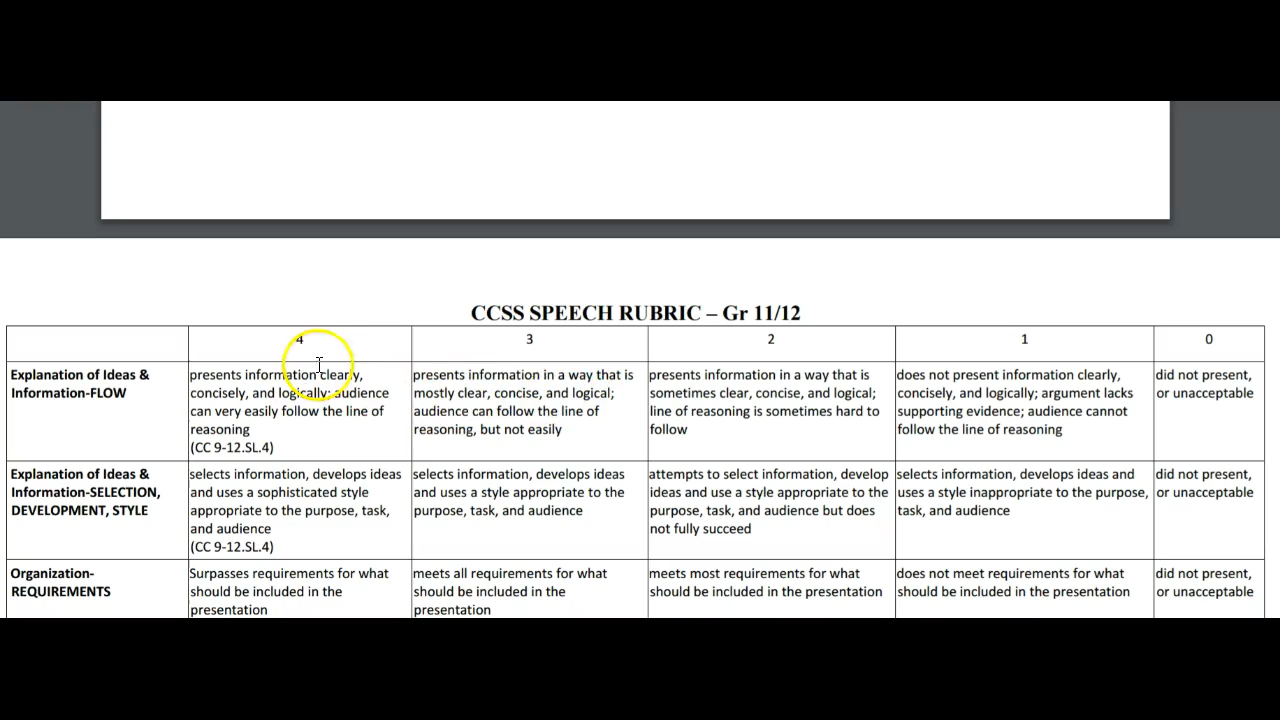 CCSS SPEECH RUBRIC – Gr 11/12
4 3 2 1 0
Explanation of Ideas &
Information-FLOW
presents information clearly,
concisely, and logically; audience
can very easily follow the line of
reasoning
(CC 9-12.SL.4)
presents information in a way that is
mostly clear, concise, and logical;
audience can follow the line of
reasoning, but not easily
presents information in a way that is
sometimes clear, concise, and logical;
line of reasoning is sometimes hard to
follow
does not present information clearly,
concisely, and logically; argument lacks
supporting evidence; audience cannot
follow the line of reasoning
did not present,
or unacceptable
Explanation of Ideas &
Information-SELECTION,
DEVELOPMENT, STYLE
selects information, develops ideas
and uses a sophisticated style
appropriate to the purpose, task,
and audience
(CC 9-12.SL.4)
selects information, develops ideas
and uses a style appropriate to the
purpose, task, and audience
attempts to select information, develop
ideas and use a style appropriate to the
purpose, task, and audience but does
not fully succeed
selects information, develops ideas and
uses a style inappropriate to the purpose,
task, and audience
did not present,
or unacceptable
Organization-
REQUIREMENTS
Surpasses requirements for what
should be included in the
presentation
meets all requirements for what
should be included in the
presentation
meets most requirements for what
should be included in the presentation
does not meet requirements for what
should be included in the presentation
did not present,
or unacceptable